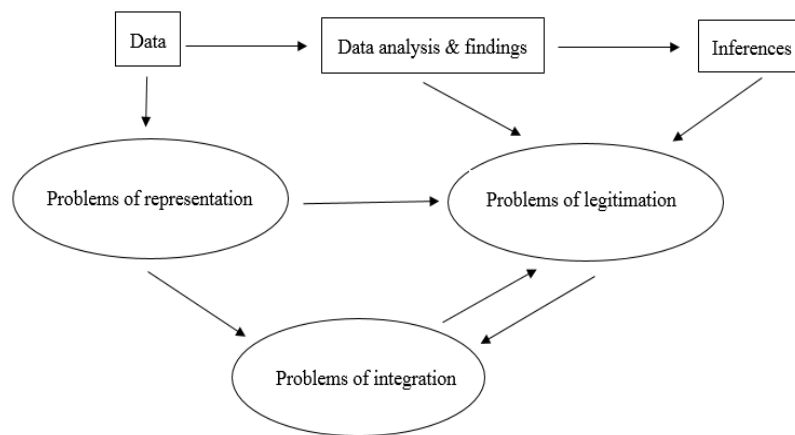 Data
Data analysis & findings
Inferences
Problems of representation
Problems of legitimation
Problems of integration